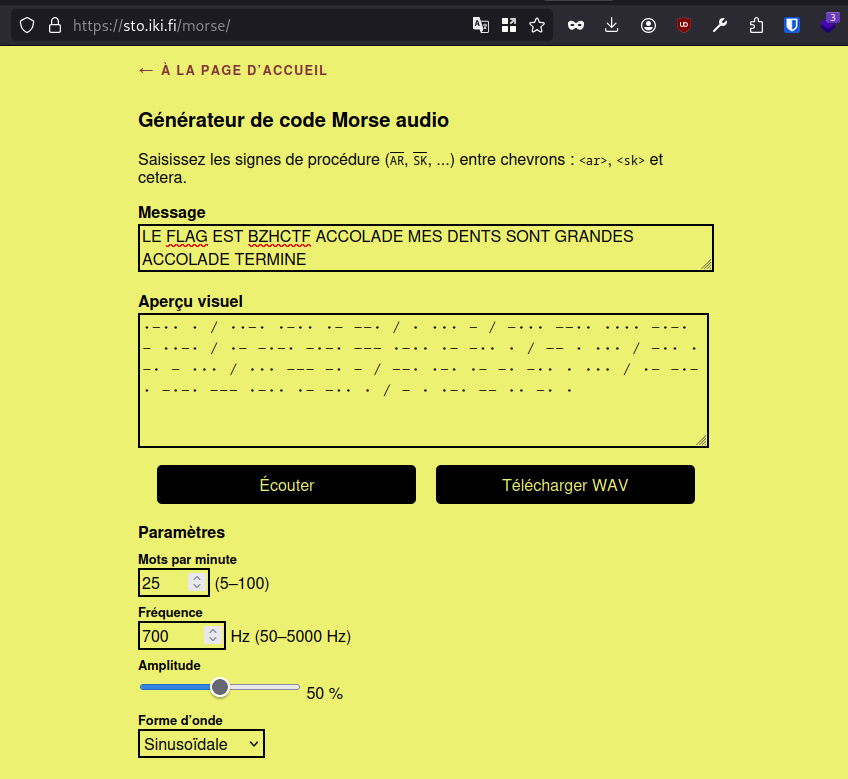 https://sto.iki.fi/morse/
3
← À LA PAGE D'ACCUEIL
Générateur de code Morse audio
Saisissez les signes de procédure (AR, SK, ...) entre chevrons : <ar>, <sk> et
cetera.
Message
LE FLAG EST BZHCTF ACCOLADE MES DENTS SONT GRANDES
ACCOLADE TERMINE
Aperçu visuel
·–·· · / ··–· ·–·· ·– ––· / · ··· – / –··· ––·· ···· –·–·
– ··–· / ·– –·–· –·–· ––– ·–·· ·– –·· · / –– · ··· / –·· ·
–· – ··· / ··· ––– –· – / ––· ·–· ·– –· –·· · ··· / ·– –·–
· –·–· ––– ·–·· ·– –·· · / – · ·–· –– ·· –· ·
Écouter Télécharger WAV
Paramètres
Mots par minute
25 (5–100)
Fréquence
700 Hz (50–5000 Hz)
Amplitude
50 %
Forme d'onde
Sinusoïdale